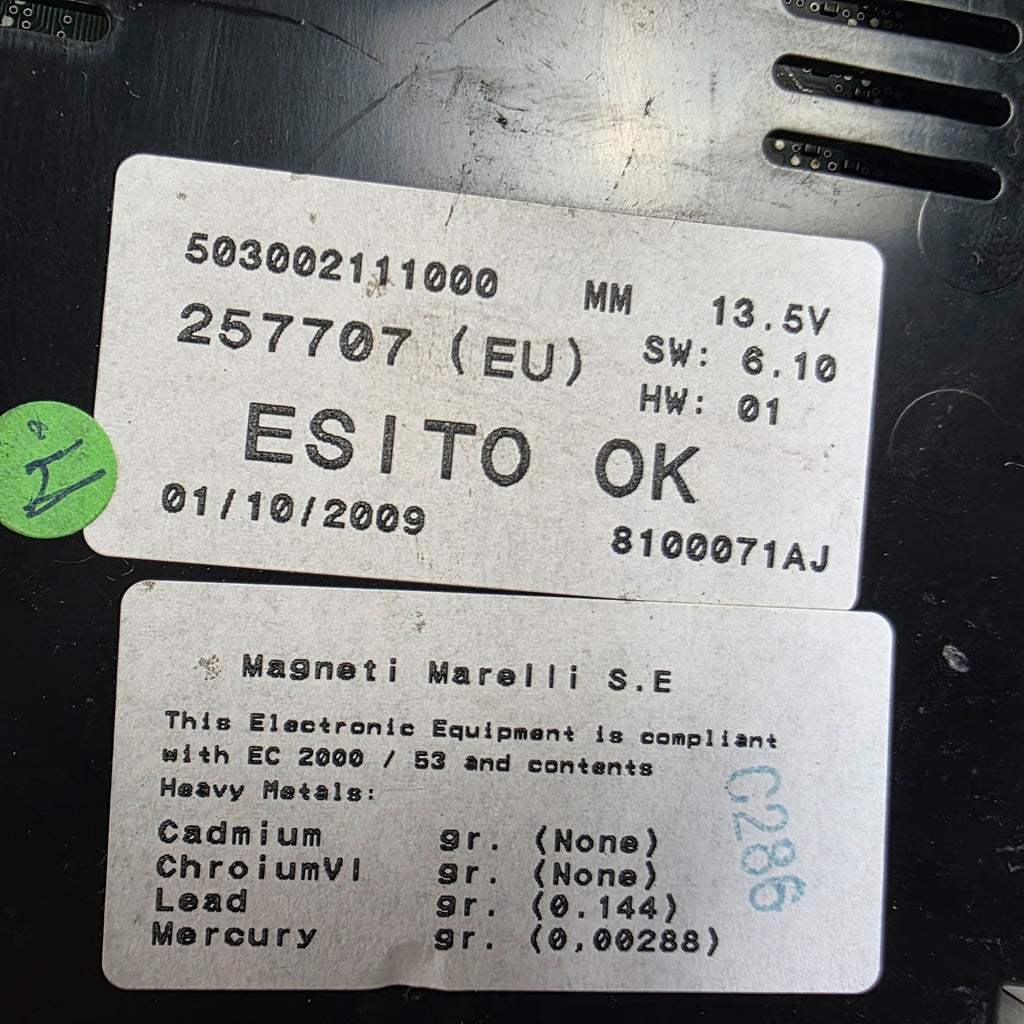 503002111000 MM 13.5V
257707 (EU) SW: 6.10
HW: 01
ESITO OK
01/10/2009 8100071AJ
Magneti Marelli S.E
This Electronic Equipment is compliant
with EC 2000 / 53 and contents
Heavy Metals:
Cadmium gr. (None)
ChroiumVI gr. (None)
Lead gr. (0.144)
Mercury gr. (0,00288)
C286